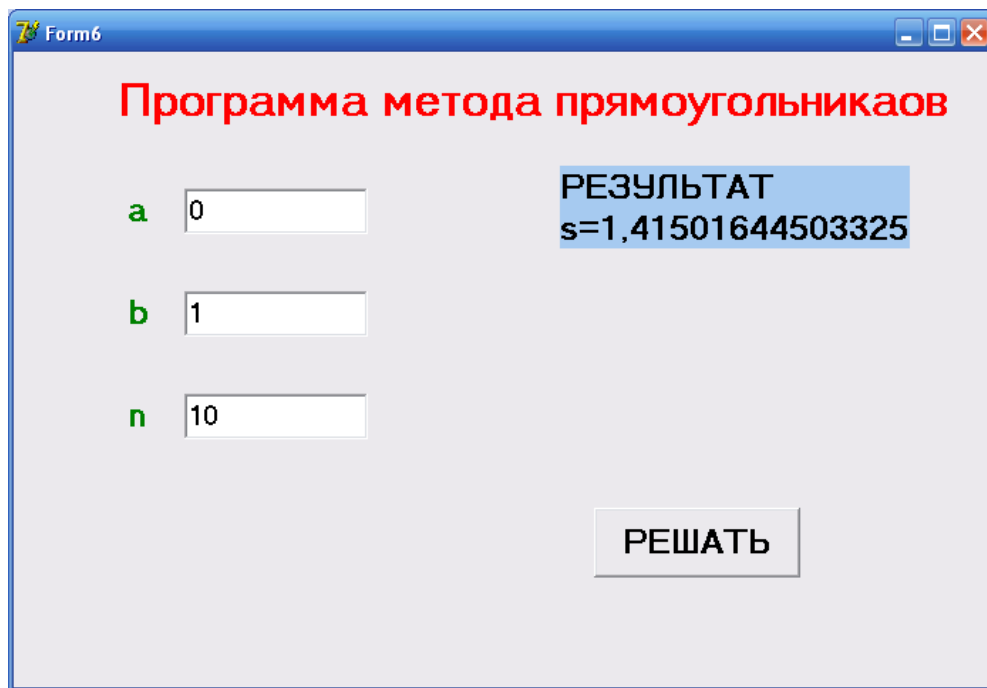 Form6
Программа метода прямоугольникаов
a 0
РЕЗУЛЬТАТ
s=1,41501644503325
b 1
n 10
РЕШАТЬ